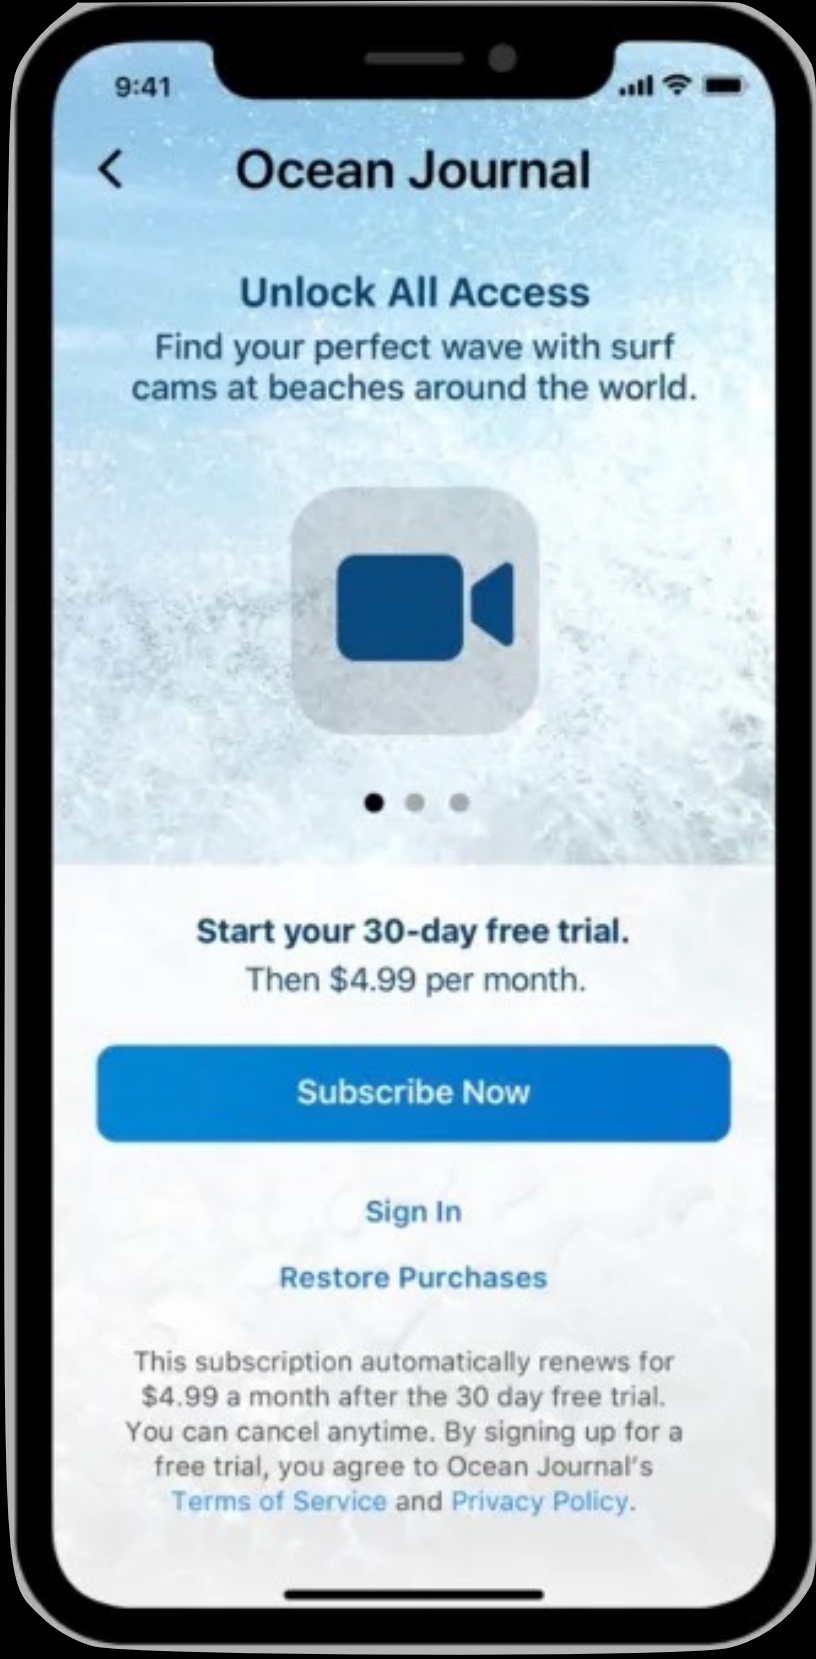 9:41
Ocean Journal
Unlock All Access
Find your perfect wave with surf
cams at beaches around the world.
Start your 30-day free trial.
Then $4.99 per month.
Subscribe Now
Sign In
Restore Purchases
This subscription automatically renews for
$4.99 a month after the 30 day free trial.
You can cancel anytime. By signing up for a
free trial, you agree to Ocean Journal's
Terms of Service and Privacy Policy.